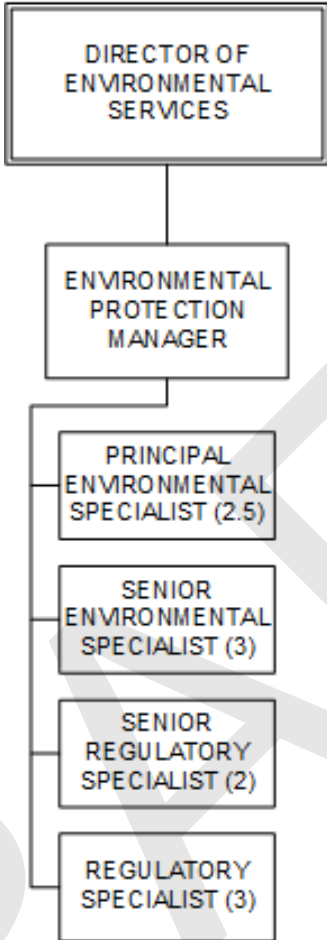 DIRECTOR OF
ENVIRONMENTAL
SERVICES
ENVIRONMENTAL
PROTECTION
MANAGER
PRINCIPAL
ENVIRONMENTAL
SPECIALIST (2.5)
SENIOR
ENVIRONMENTAL
SPECIALIST (3)
SENIOR
REGULATORY
SPECIALIST (2)
REGULATORY
SPECIALIST (3)